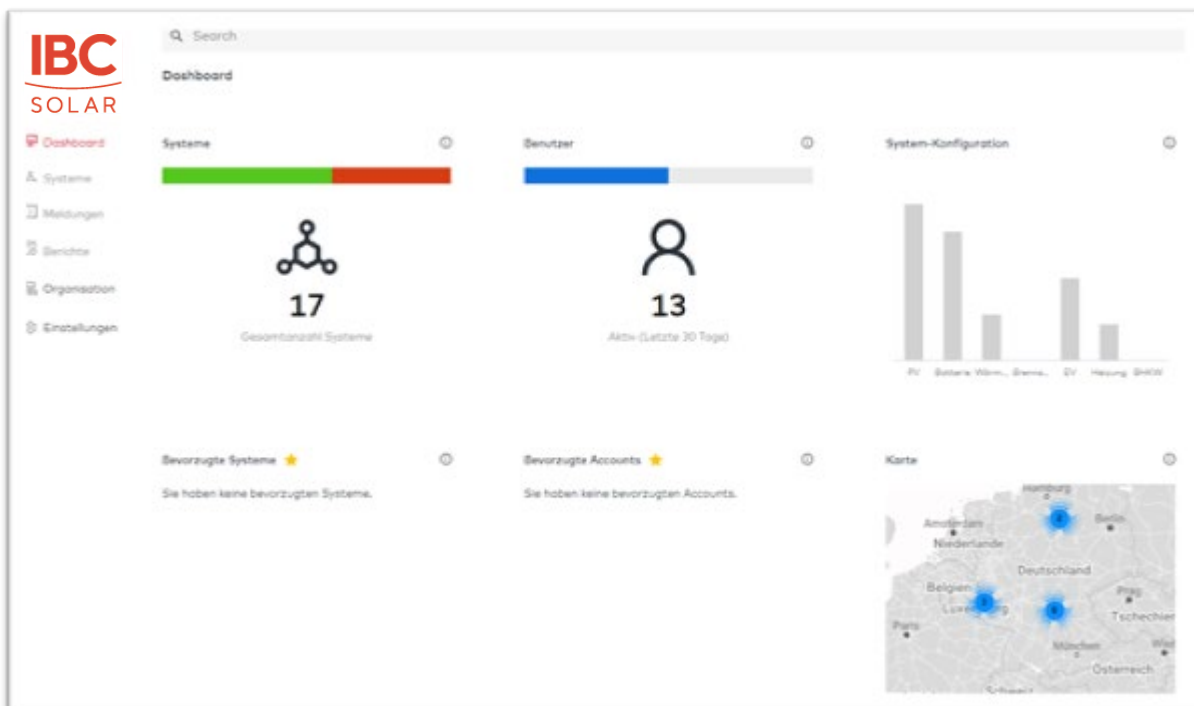 IBC
SOLAR
Search
Dashboard
Dashboard
Systeme
Meldungen
Berichte
Organisation
Einstellungen
Systeme
17
Gesamtanzahl Systeme
Benutzer
13
Aktiv (Letzte 30 Tage)
System-Konfiguration
PV Batterie Wärm... Brenns... EV Heizung BHKW
Bevorzugte Systeme
Sie haben keine bevorzugten Systeme.
Bevorzugte Accounts
Sie haben keine bevorzugten Accounts.
Karte
Hamburg
Amsterdam
Berlin
Niederlande
Deutschland
Belgien
Prag
Tschechien
Paris
München
Österreich